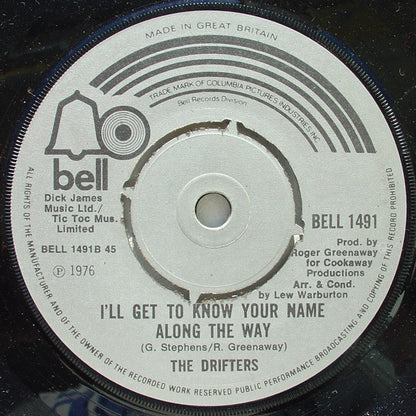 MADE IN GREAT BRITAIN
TRADE MARK OF COLUMBIA PICTURES INDUSTRIES INC.
Bell Records Division
bell
Dick James
Music Ltd./
Tic Toc Mus.
Limited
BELL 1491B 45
℗ 1976
BELL 1491
Prod. by
Roger Greenaway
for Cookaway
Productions
Arr. & Cond.
by Lew Warburton
I'LL GET TO KNOW YOUR NAME
ALONG THE WAY
(G. Stephens/R. Greenaway)
THE DRIFTERS
ALL RIGHTS OF THE MANUFACTURER AND OF THE OWNER OF THE RECORDED WORK RESERVED UNAUTHORISED PUBLIC PERFORMANCE BROADCASTING AND COPYING OF THIS RECORD PROHIBITED